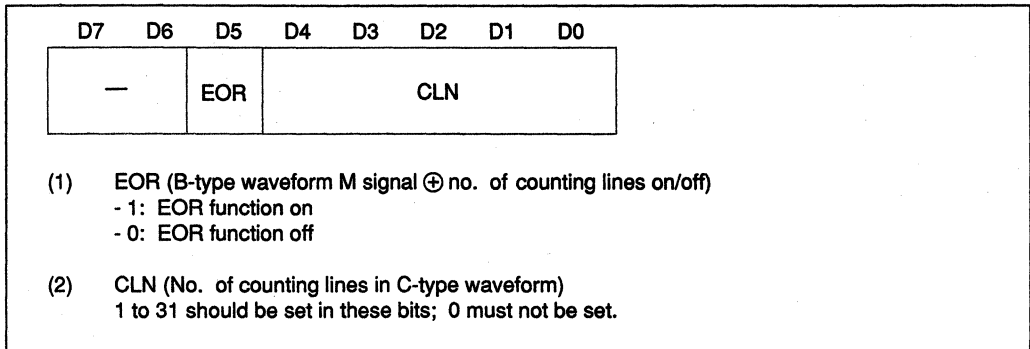 D7 D6 D5 D4 D3 D2 D1 D0
— EOR CLN
(1) EOR (B-type waveform M signal ⊕ no. of counting lines on/off)
- 1: EOR function on
- 0: EOR function off
(2) CLN (No. of counting lines in C-type waveform)
1 to 31 should be set in these bits; 0 must not be set.